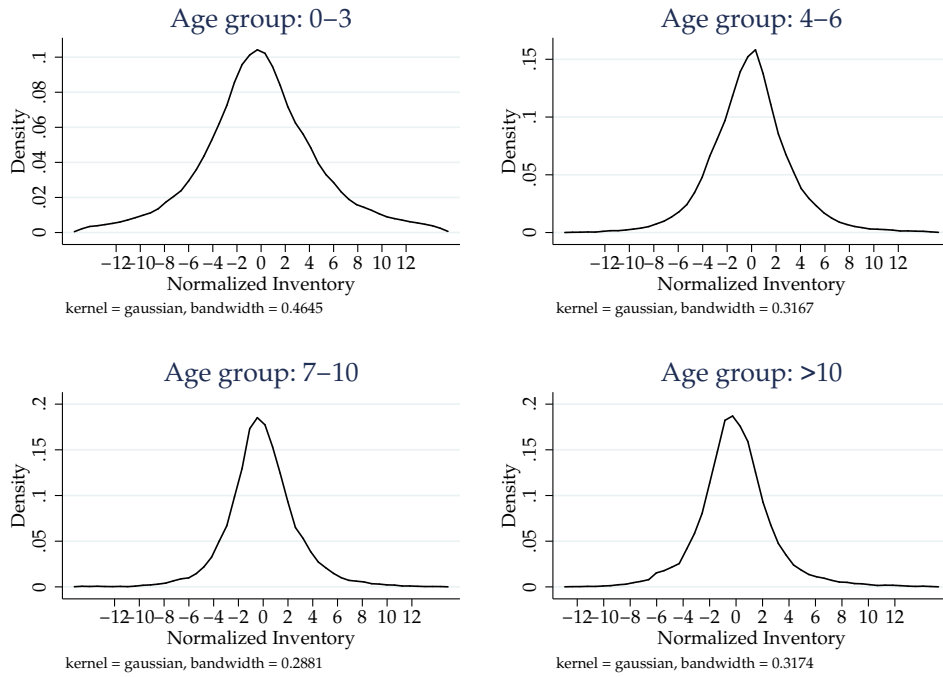 Age group: 0–3
Density
0 .02 .04 .06 .08 .1
−12 −10 −8 −6 −4 −2 0 2 4 6 8 10 12
Normalized Inventory
kernel = gaussian, bandwidth = 0.4645
Age group: 4–6
Density
0 .05 .1 .15
−12 −10 −8 −6 −4 −2 0 2 4 6 8 10 12
Normalized Inventory
kernel = gaussian, bandwidth = 0.3167
Age group: 7–10
Density
0 .05 .1 .15 .2
−12 −10 −8 −6 −4 −2 0 2 4 6 8 10 12
Normalized Inventory
kernel = gaussian, bandwidth = 0.2881
Age group: >10
Density
0 .05 .1 .15 .2
−12 −10 −8 −6 −4 −2 0 2 4 6 8 10 12
Normalized Inventory
kernel = gaussian, bandwidth = 0.3174